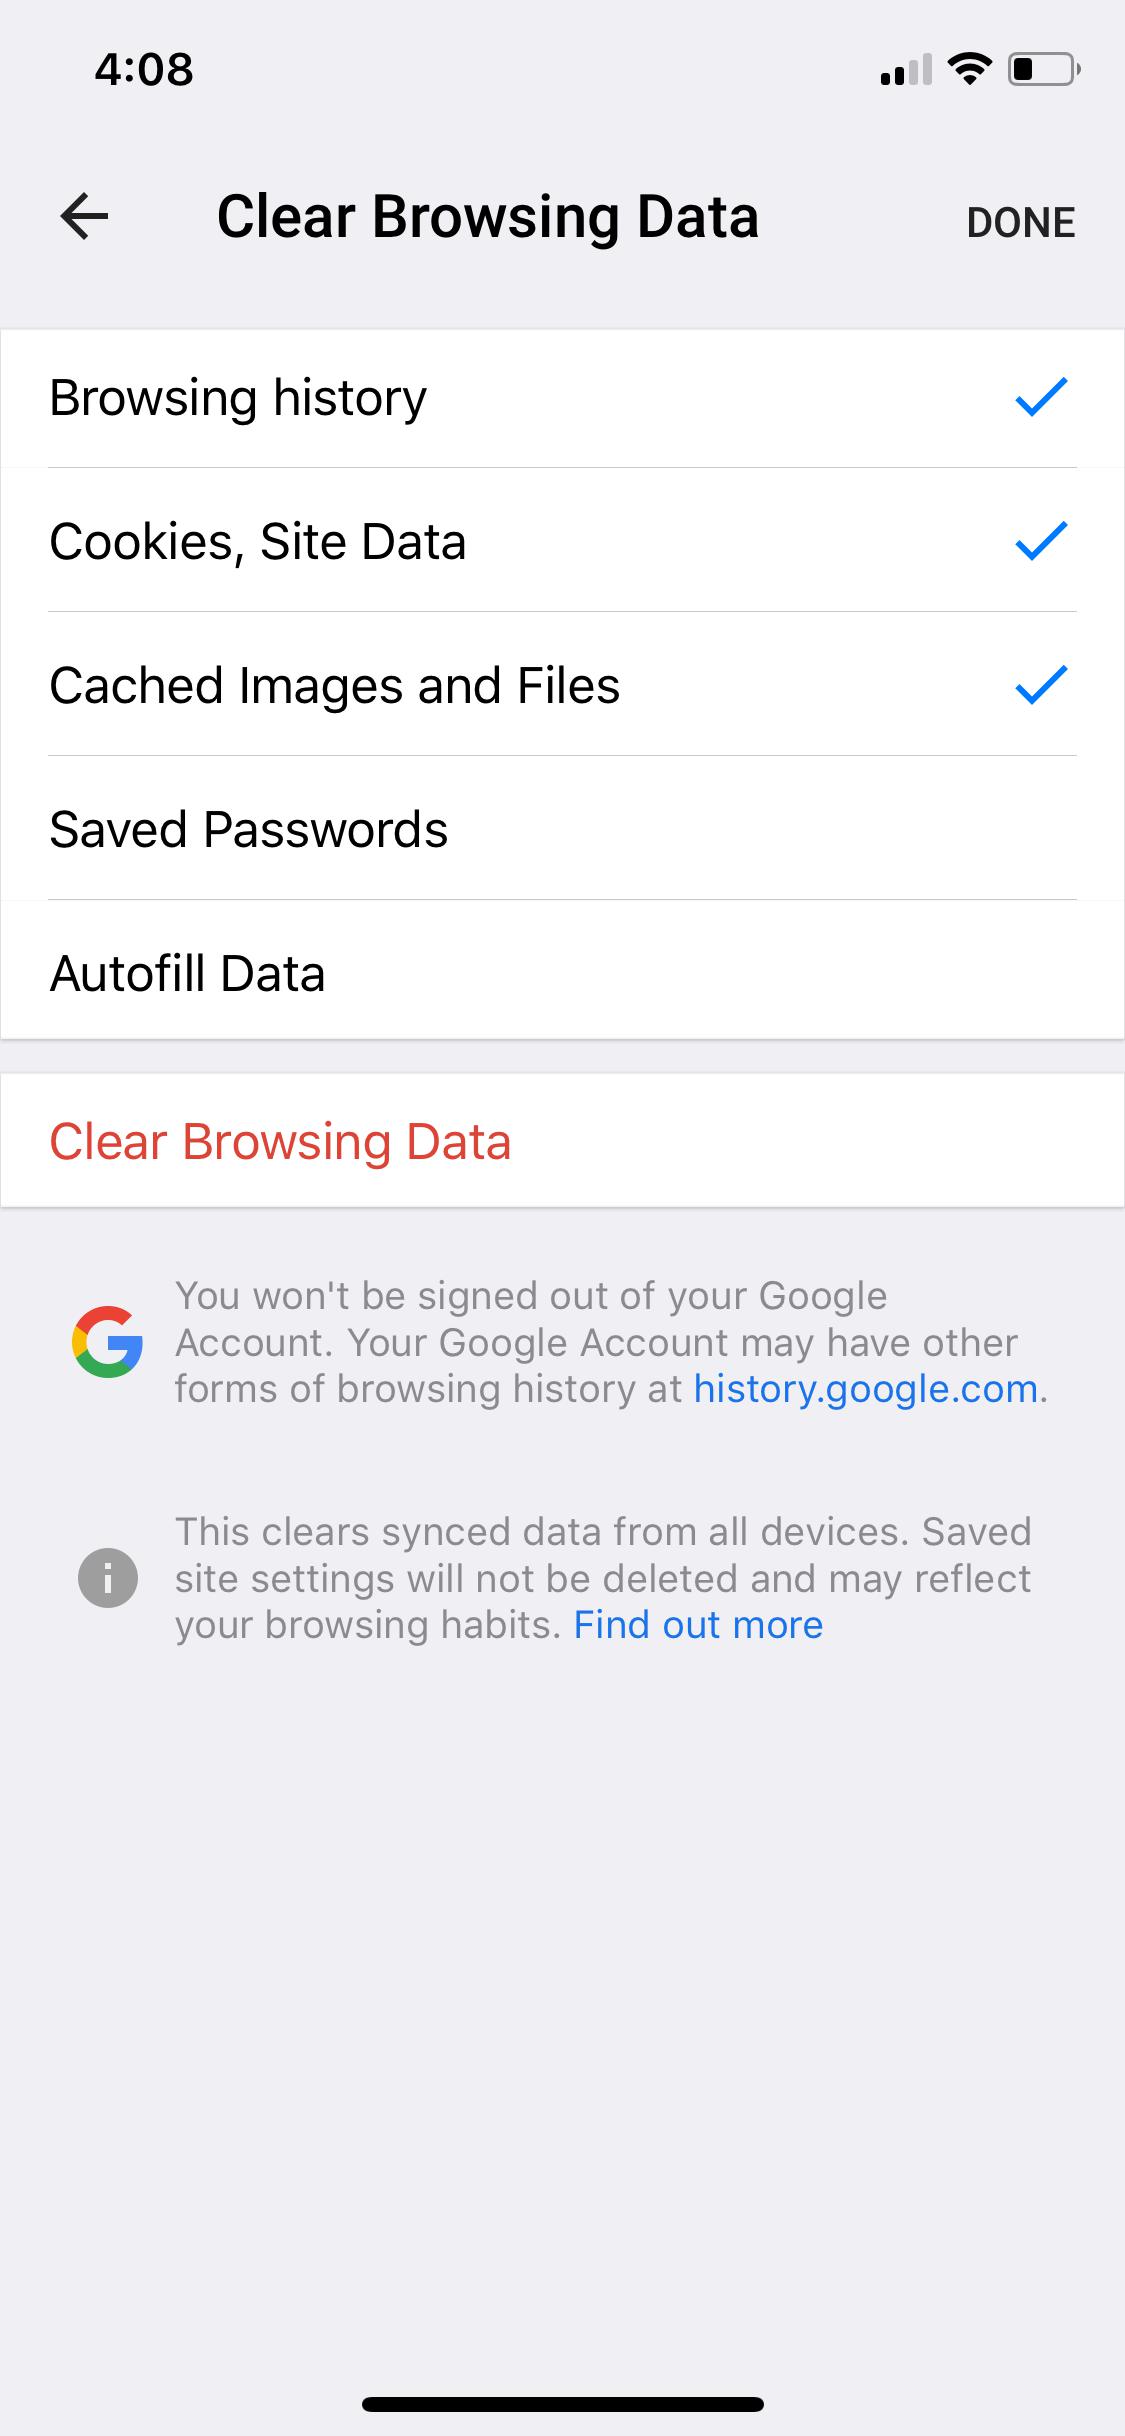 4:08
Clear Browsing Data
DONE
Browsing history
Cookies, Site Data
Cached Images and Files
Saved Passwords
Autofill Data
Clear Browsing Data
You won't be signed out of your Google
Account. Your Google Account may have other
forms of browsing history at history.google.com.
This clears synced data from all devices. Saved
site settings will not be deleted and may reflect
your browsing habits. Find out more